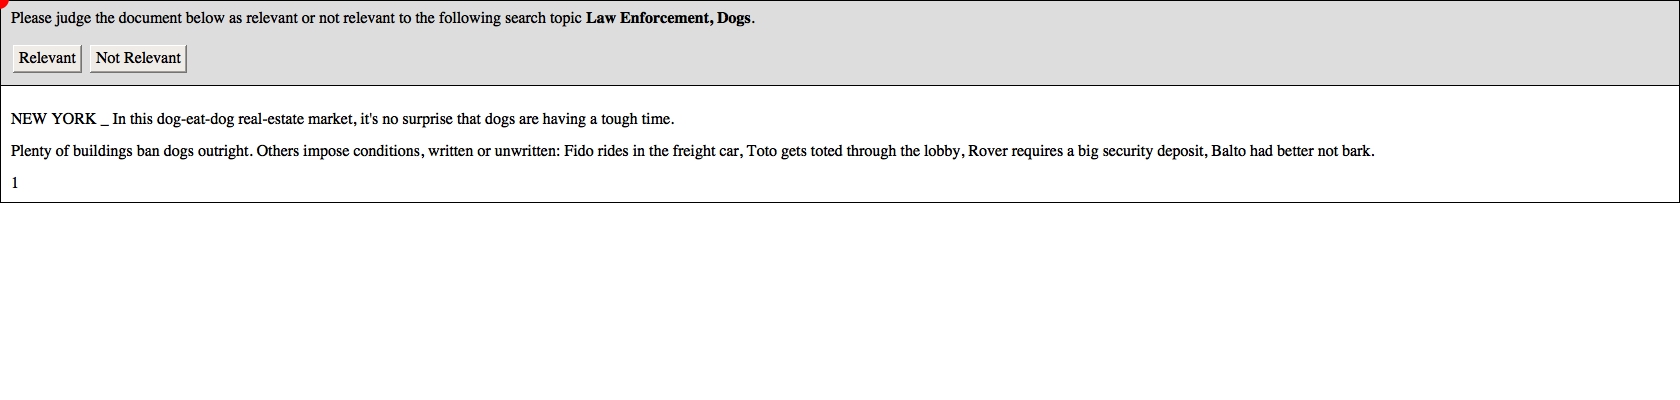 Please judge the document below as relevant or not relevant to the following search topic Law Enforcement, Dogs.
Relevant Not Relevant
NEW YORK _ In this dog-eat-dog real-estate market, it's no surprise that dogs are having a tough time.
Plenty of buildings ban dogs outright. Others impose conditions, written or unwritten: Fido rides in the freight car, Toto gets toted through the lobby, Rover requires a big security deposit, Balto had better not bark.
1